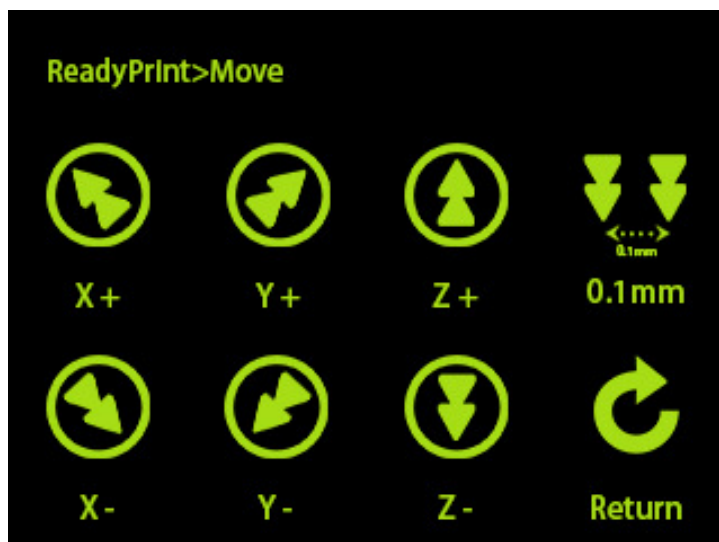 ReadyPrint>Move
0.1mm
X+ Y+ Z+ 0.1mm
X- Y- Z- Return